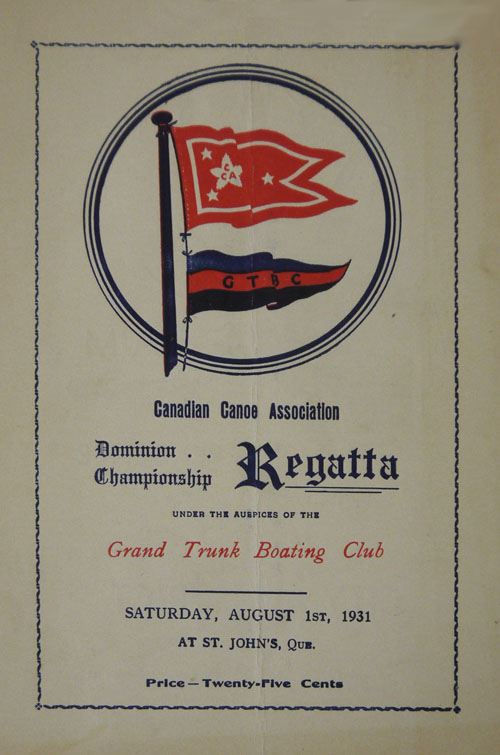 C
C A
G T B C
Canadian Canoe Association
Dominion . .
Championship
Regatta
UNDER THE AUSPICES OF THE
Grand Trunk Boating Club
SATURDAY, AUGUST 1ST, 1931
AT ST. JOHN'S, QUE.
Price — Twenty-Five Cents